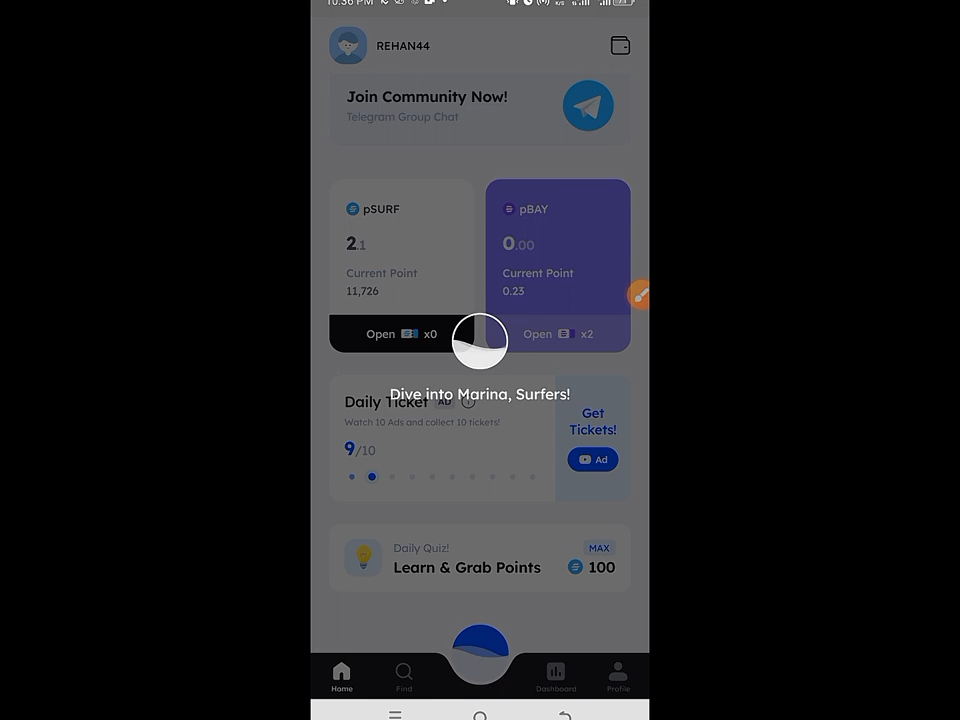 10:36 PM
REHAN44
Join Community Now!
Telegram Group Chat
pSURF
2.1
Current Point
11,726
Open x0
pBAY
0.00
Current Point
0.23
Open x2
Dive into Marina, Surfers!
Daily Ticket AD
Watch 10 Ads and collect 10 tickets!
9/10
Get
Tickets!
Ad
Daily Quiz!
Learn & Grab Points
MAX
100
Home
Find
Dashboard
Profile